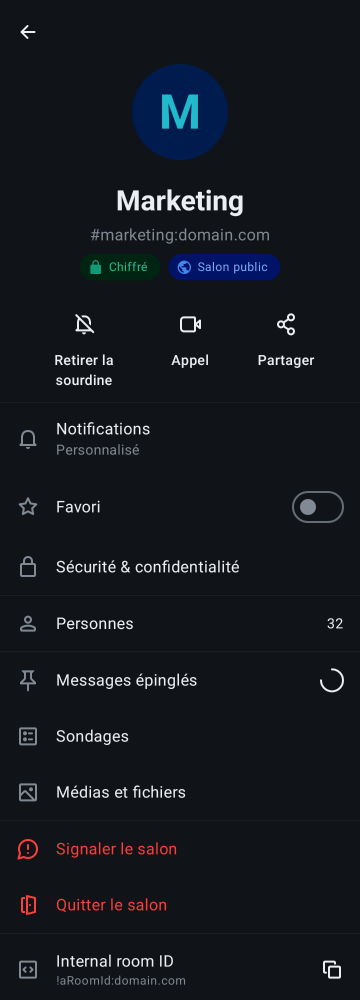 M
Marketing
#marketing:domain.com
Chiffré
Salon public
Retirer la
sourdine
Appel
Partager
Notifications
Personnalisé
Favori
Sécurité & confidentialité
Personnes
32
Messages épinglés
Sondages
Médias et fichiers
Signaler le salon
Quitter le salon
Internal room ID
!aRoomId:domain.com